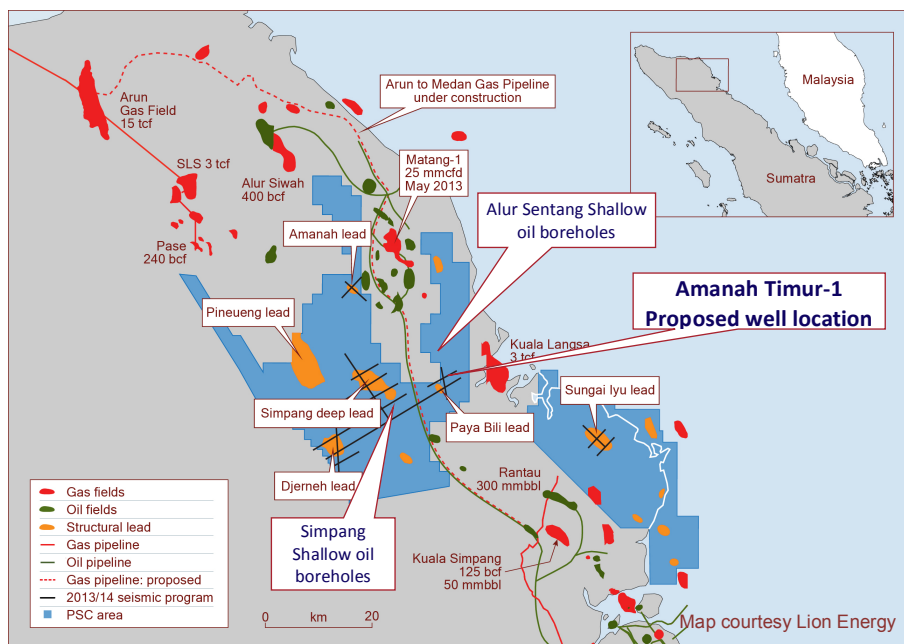 Arun to Medan Gas Pipeline
under construction
Malaysia
Sumatra
Arun
Gas Field
15 tcf
SLS 3 tcf
Alur Siwah
400 bcf
Matang-1
25 mmcfd
May 2013
Alur Sentang Shallow
oil boreholes
Amanah lead
Pase
240 bcf
Amanah Timur-1
Proposed well location
Pineueng lead
Kuala Langsa
3 tcf
Sungai Iyu lead
Simpang deep lead
Paya Bili lead
Djerneh lead
Rantau
300 mmbbl
Simpang
Shallow oil
boreholes
Kuala Simpang
125 bcf
50 mmbbl
Gas fields
Oil fields
Structural lead
Gas pipeline
Oil pipeline
Gas pipeline: proposed
2013/14 seismic program
PSC area
0
20
km
Map courtesy Lion Energy